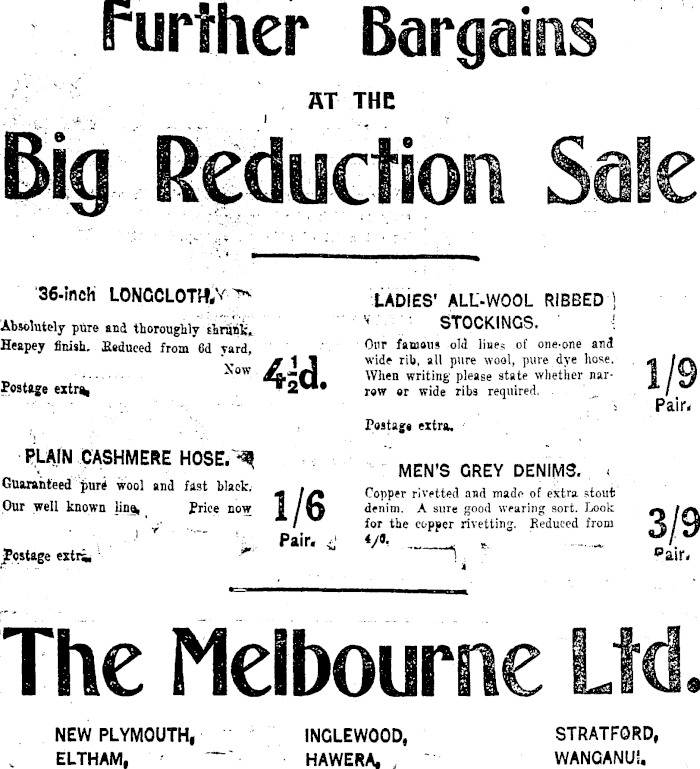 Further Bargains
AT THE
Big Reduction Sale
36-inch LONGCLOTH.
Absolutely pure and thoroughly shrunk.
Heapey finish. Reduced from 6d yard,
Now
4½d.
Postage extra.
PLAIN CASHMERE HOSE.
Guaranteed pure wool and fast black.
Our well known line. Price now
1/6
Pair.
Postage extra.
LADIES' ALL-WOOL RIBBED
STOCKINGS.
Our famous old lines of one-one and
wide rib, all pure wool, pure dye hose.
When writing please state whether nar-
row or wide ribs required.
1/9
Pair.
Postage extra.
MEN'S GREY DENIMS.
Copper rivetted and made of extra stout
denim. A sure good wearing sort. Look
for the copper rivetting. Reduced from
3/9
Pair.
The Melbourne Ltd.
NEW PLYMOUTH, INGLEWOOD, STRATFORD,
ELTHAM, HAWERA, WANGANUI.